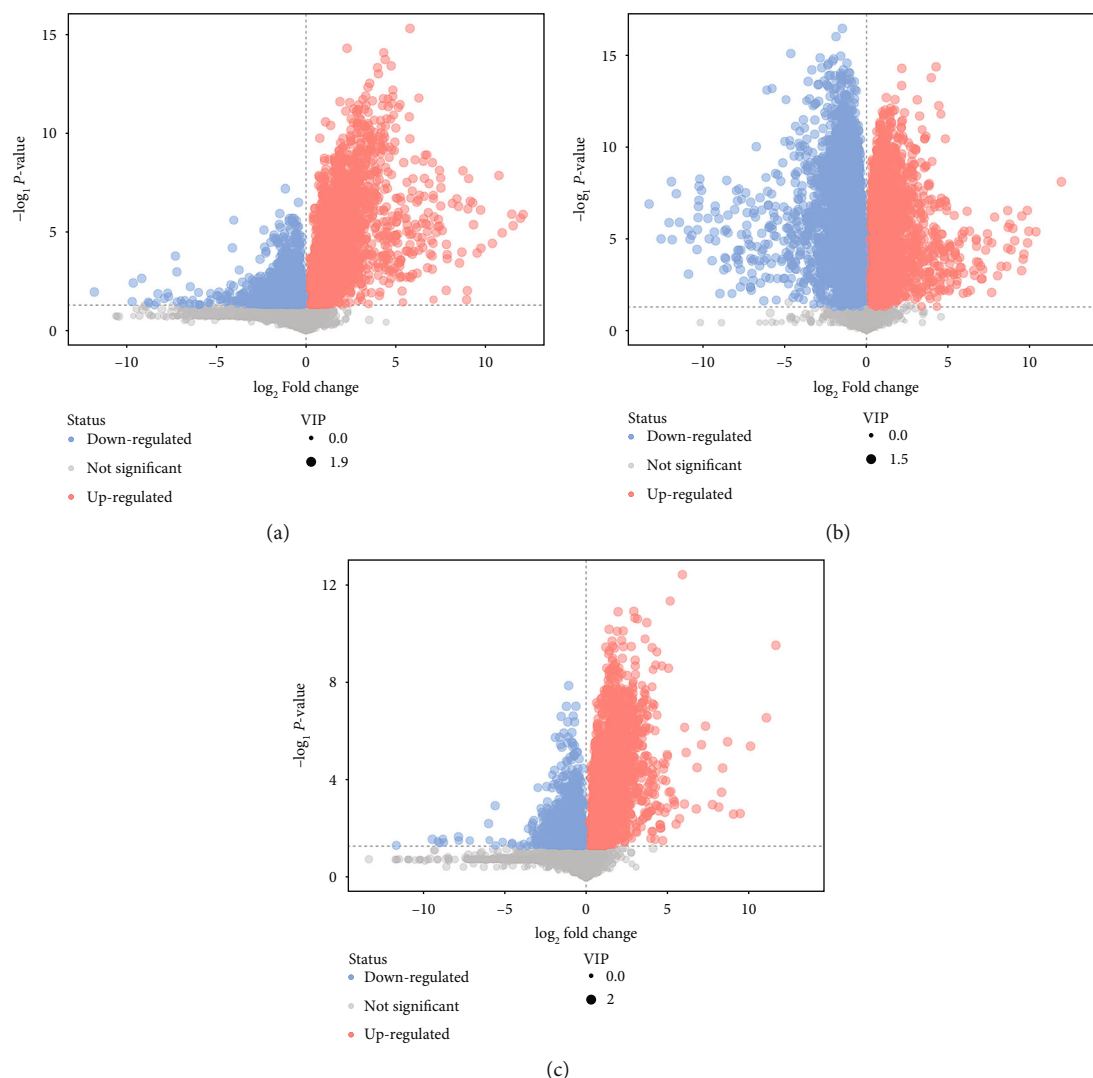 15
10
5
0
−log₁ P-value
−10
−5
0
5
10
log₂ Fold change
Status
Down-regulated
Not significant
Up-regulated
VIP
0.0
1.9
(a)
15
10
5
0
−log₁ P-value
−10
−5
0
5
10
log₂ Fold change
Status
Down-regulated
Not significant
Up-regulated
VIP
0.0
1.5
(b)
12
8
4
0
−log₁ P-value
−10
−5
0
5
10
log₂ fold change
Status
Down-regulated
Not significant
Up-regulated
VIP
0.0
2
(c)